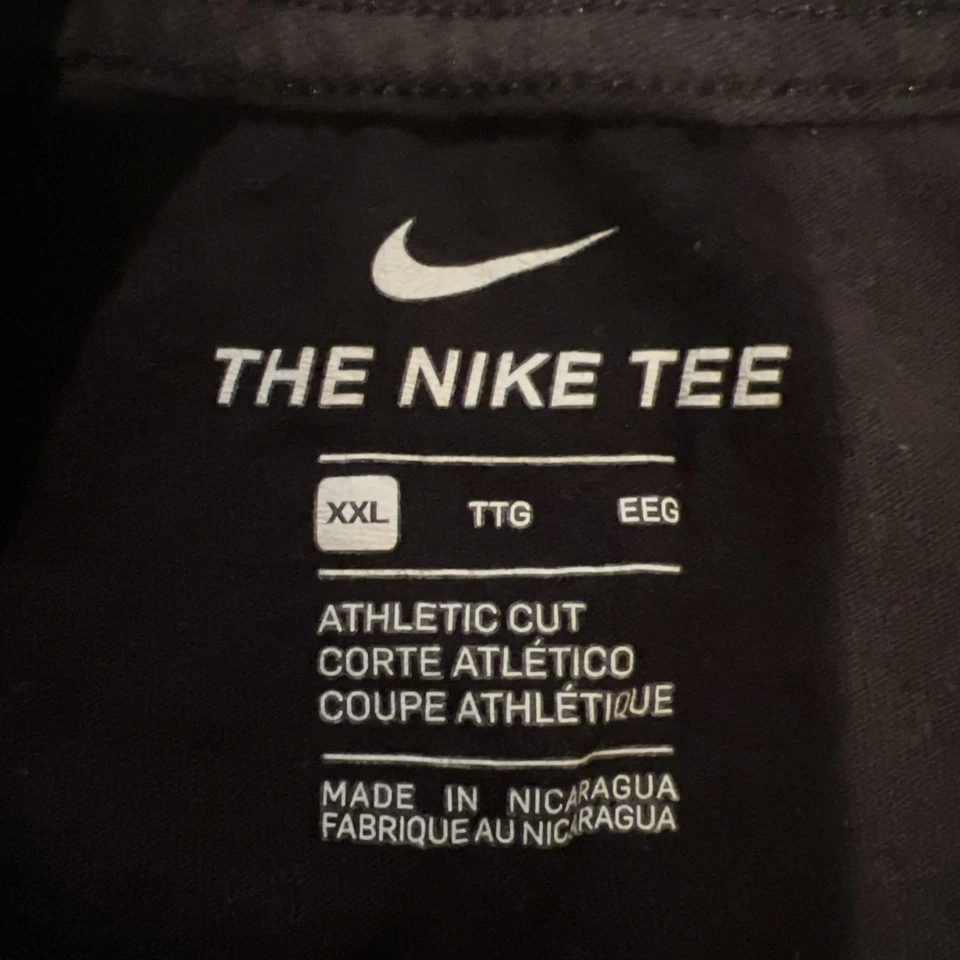 THE NIKE TEE
XXL TTG EEG
ATHLETIC CUT
CORTE ATLÉTICO
COUPE ATHLÉTIQUE
MADE IN NICARAGUA
FABRIQUE AU NICARAGUA